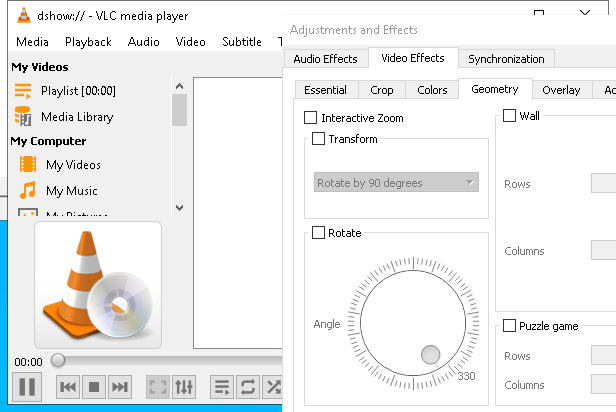 dshow:// - VLC media player
Media Playback Audio Video Subtitle
My Videos
Playlist [00:00]
Media Library
My Computer
My Videos
My Music
My Pictures
00:00
Adjustments and Effects
Audio Effects Video Effects Synchronization
Essential Crop Colors Geometry Overlay
Interactive Zoom
Transform
Rotate by 90 degrees
Rotate
Angle
330
Wall
Rows
Columns
Puzzle game
Rows
Columns